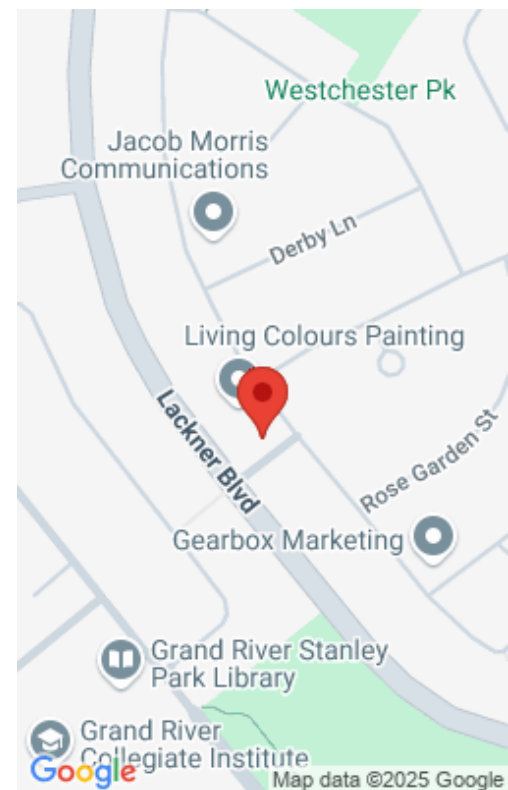 Westchester Pk
Jacob Morris
Communications
Derby Ln
Living Colours Painting
Lackner Blvd
Rose Garden St
Gearbox Marketing
Grand River Stanley
Park Library
Grand River
Collegiate Institute
Google
Map data ©2025 Google